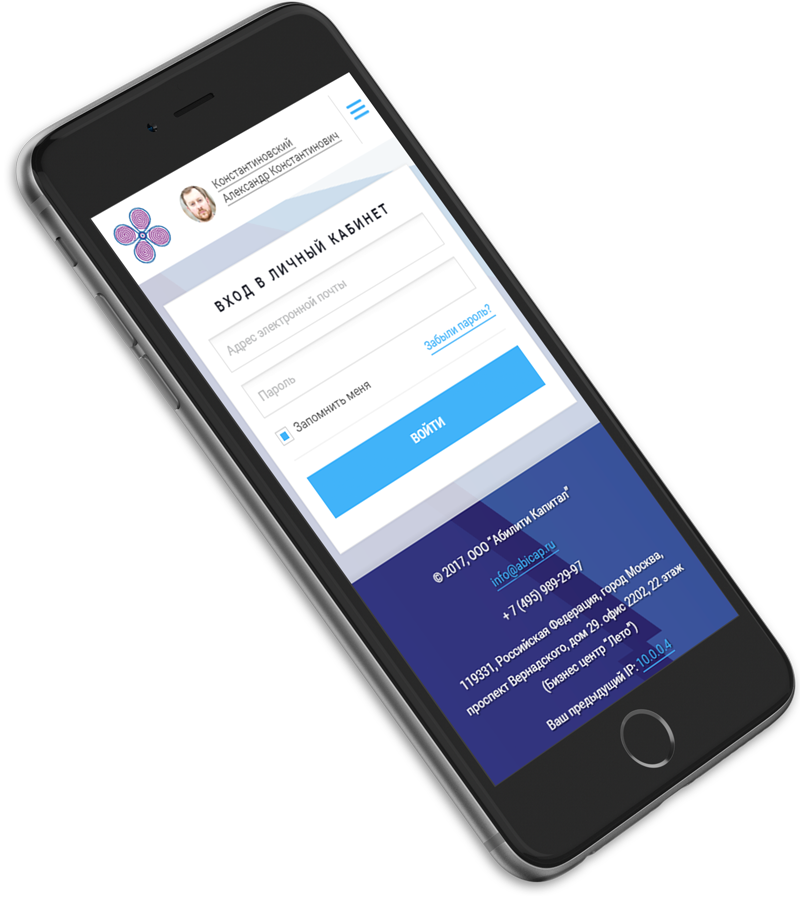 Константиновский
Александр Константинович
ВХОД В ЛИЧНЫЙ КАБИНЕТ
Адрес электронной почты
Пароль
Забыли пароль?
Запомнить меня
ВОЙТИ
© 2017, ООО "Абилити Капитал"
info@abicap.ru
+ 7 (495) 989-29-97
119331, Российская Федерация, город Москва,
проспект Вернадского, дом 29. офис 2202, 22 этаж
(Бизнес центр "Лето")
Ваш предыдущий IP: 10.0.0.4